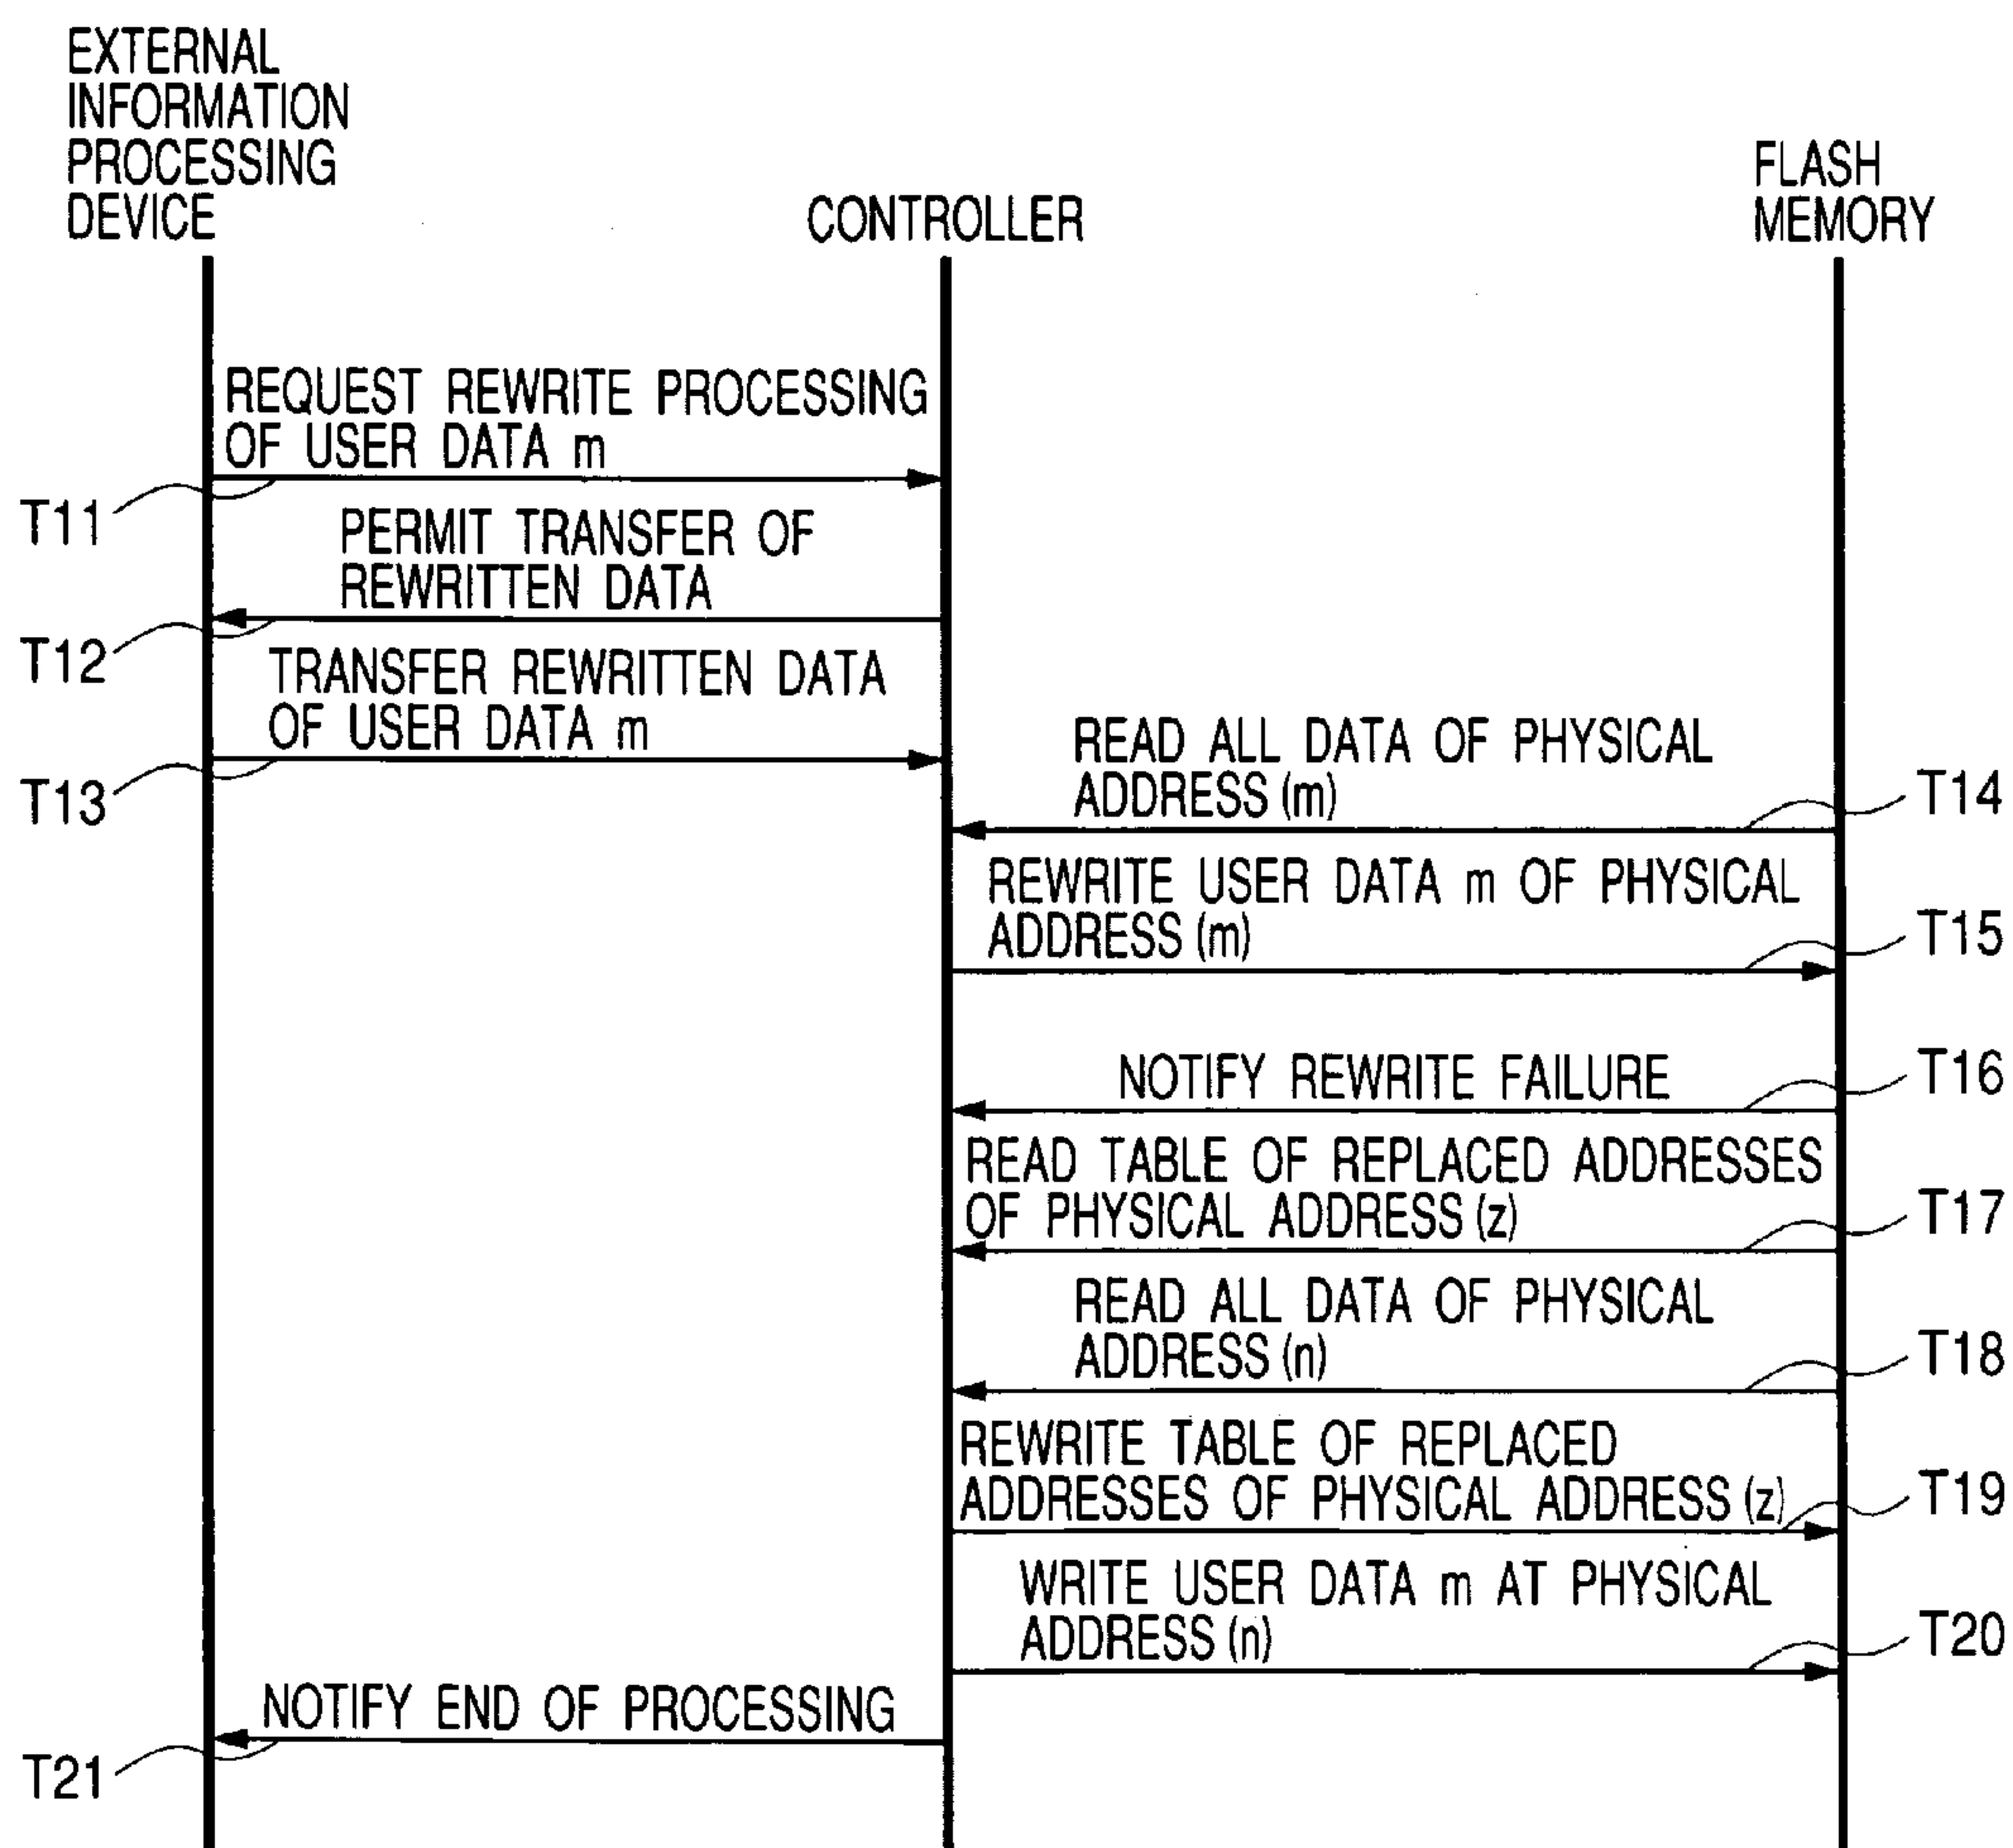 EXTERNAL
INFORMATION
PROCESSING
DEVICE
CONTROLLER
FLASH
MEMORY
REQUEST REWRITE PROCESSING
OF USER DATA m
T11
PERMIT TRANSFER OF
REWRITTEN DATA
T12
TRANSFER REWRITTEN DATA
OF USER DATA m
T13
READ ALL DATA OF PHYSICAL
ADDRESS (m)
T14
REWRITE USER DATA m OF PHYSICAL
ADDRESS (m)
T15
NOTIFY REWRITE FAILURE
T16
READ TABLE OF REPLACED ADDRESSES
OF PHYSICAL ADDRESS (z)
T17
READ ALL DATA OF PHYSICAL
ADDRESS (n)
T18
REWRITE TABLE OF REPLACED
ADDRESSES OF PHYSICAL ADDRESS (z)
T19
WRITE USER DATA m AT PHYSICAL
ADDRESS (n)
T20
NOTIFY END OF PROCESSING
T21